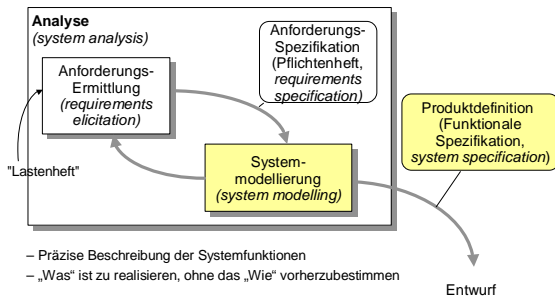 Analyse
(system analysis)
Anforderungs-
Ermittlung
(requirements
elicitation)
"Lastenheft"
Anforderungs-
Spezifikation
(Pflichtenheft,
requirements
specification)
System-
modellierung
(system modelling)
Produktdefinition
(Funktionale
Spezifikation,
system specification)
– Präzise Beschreibung der Systemfunktionen
– „Was“ ist zu realisieren, ohne das „Wie“ vorherzubestimmen
Entwurf